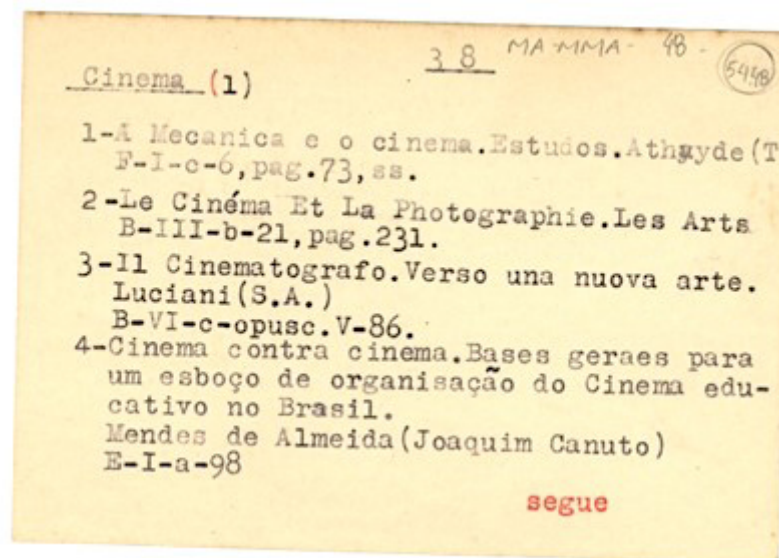 38 MA-MMA- 48 -
5448
Cinema (1)
1-A Mecanica e o cinema.Estudos.Athayde(T
F-I-c-6,pag.73,ss.
2-Le Cinéma Et La Photographie.Les Arts
B-III-b-21,pag.231.
3-Il Cinematografo.Verso una nuova arte.
Luciani(S.A.)
B-VI-c-opusc.V-86.
4-Cinema contra cinema.Bases geraes para
um esboço de organisação do Cinema edu-
cativo no Brasil.
Mendes de Almeida(Joaquim Canuto)
E-I-a-98
segue